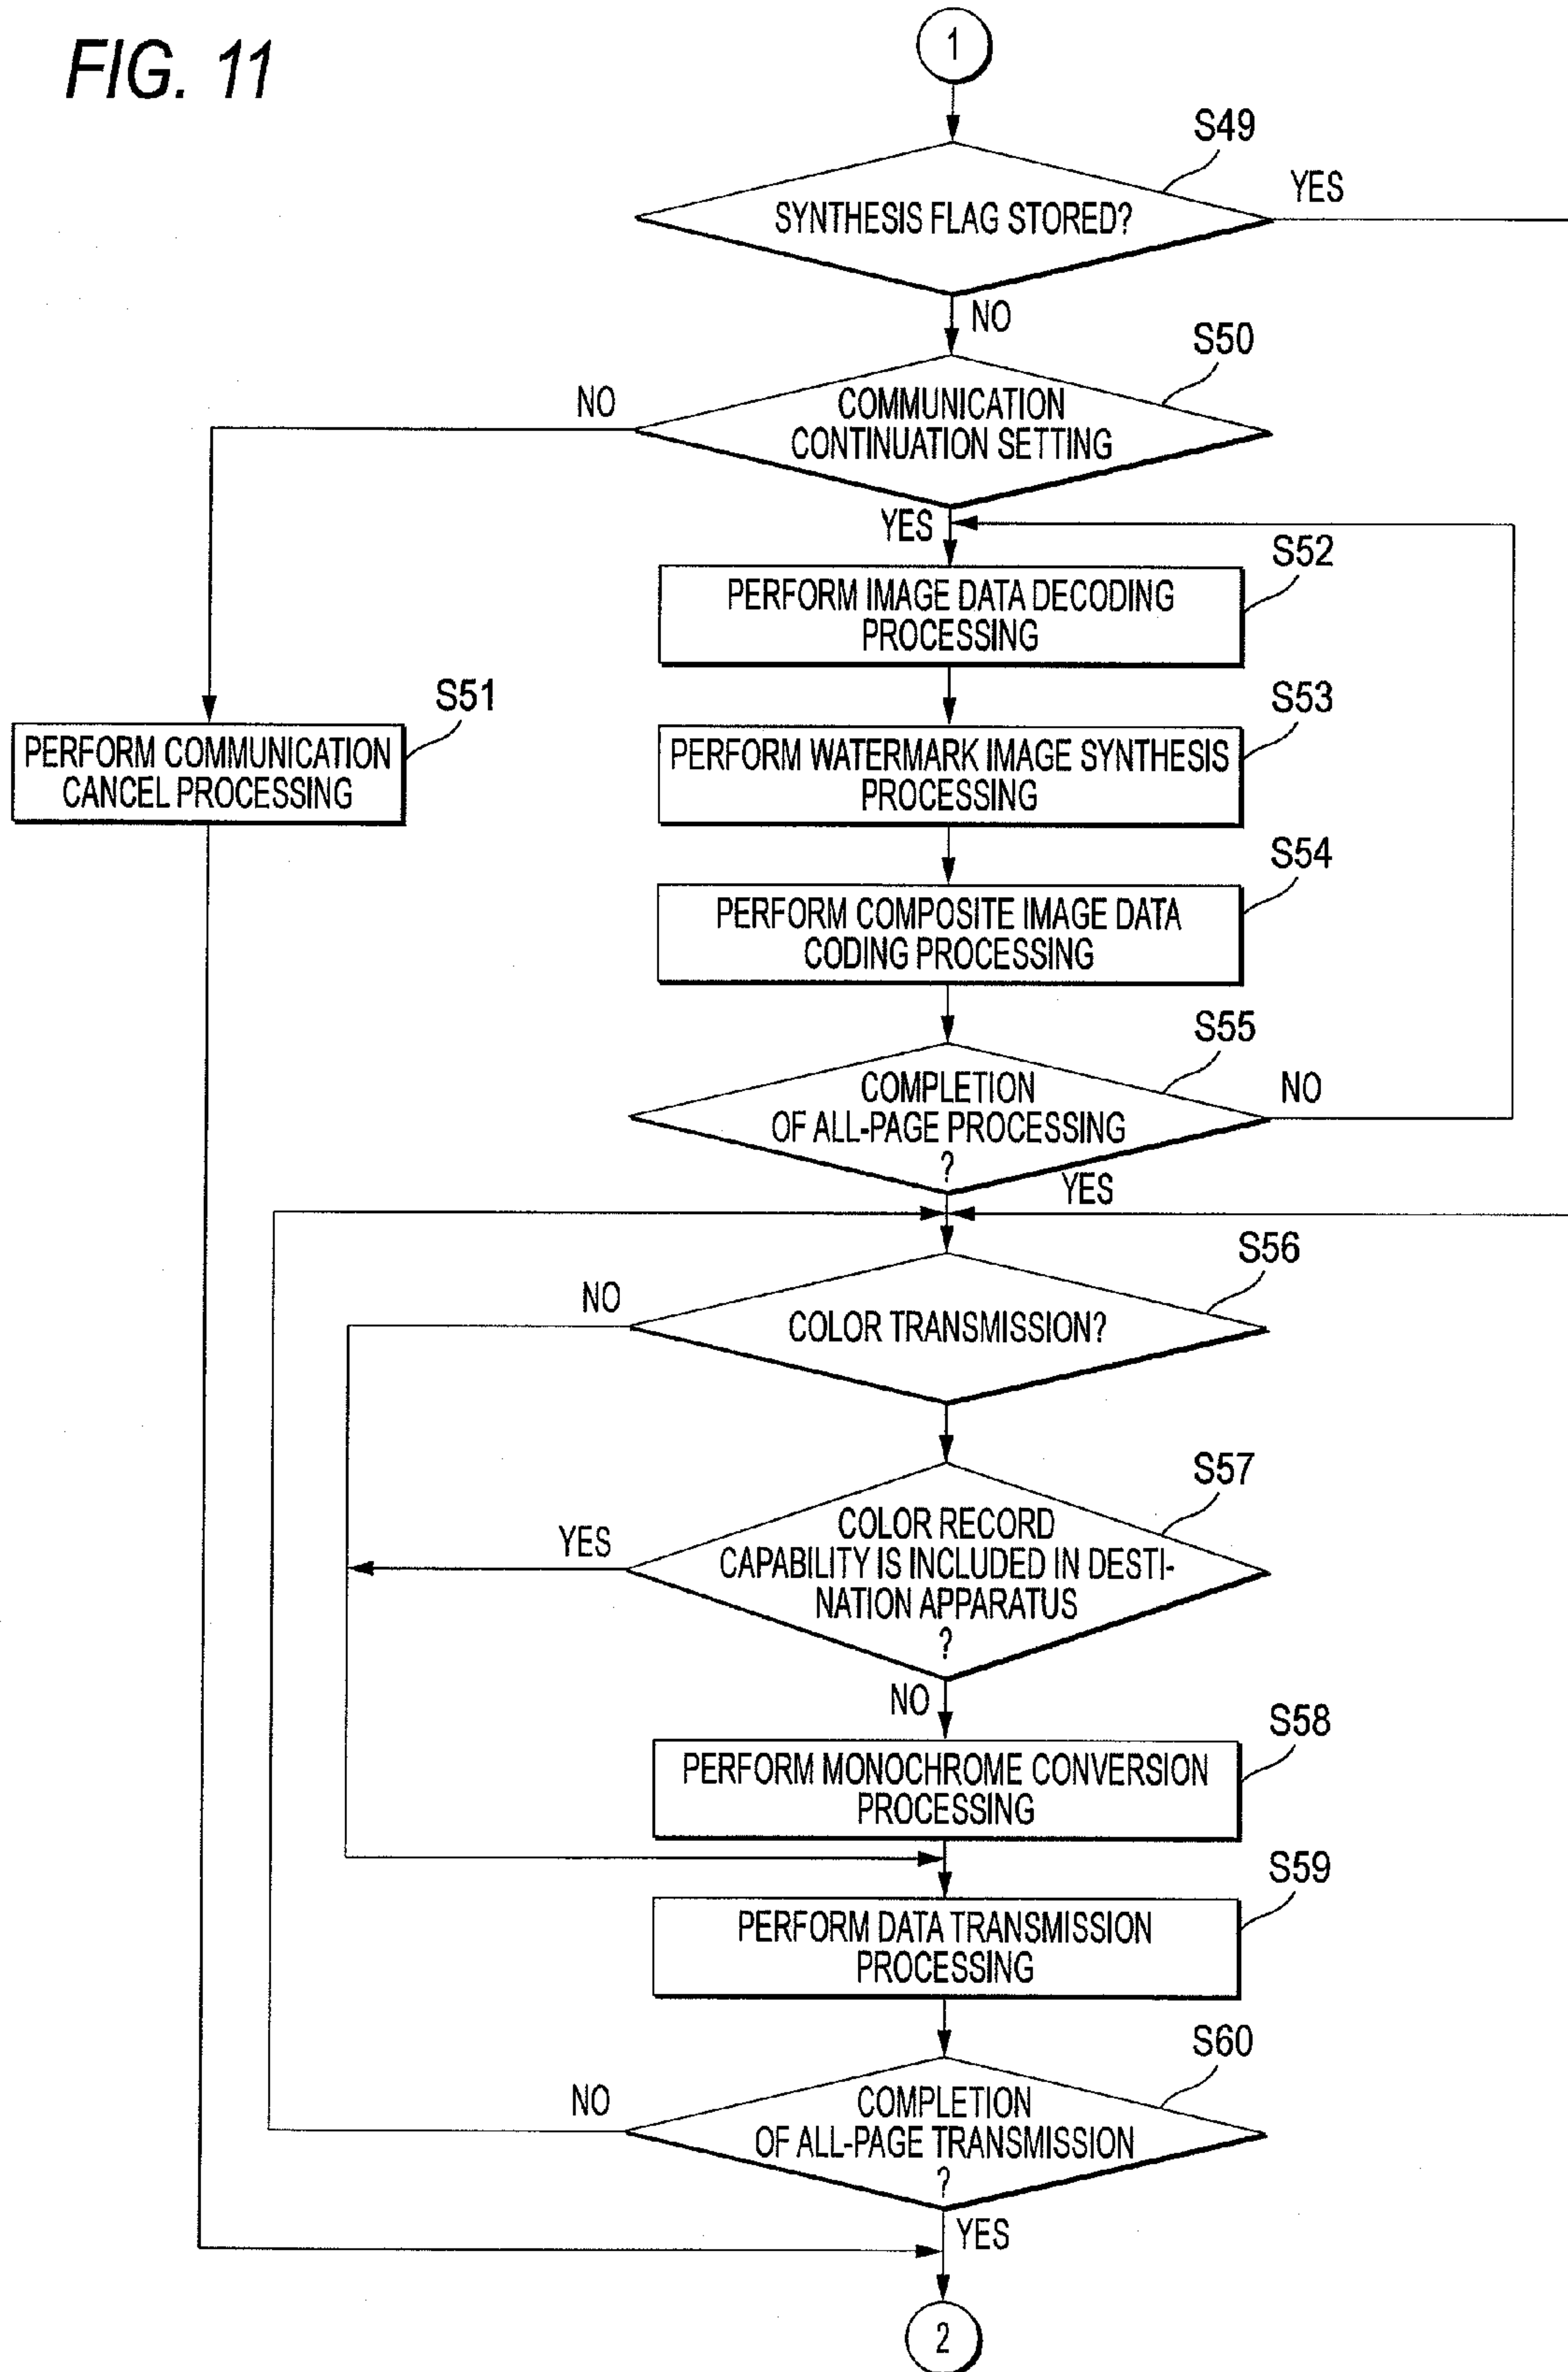 FIG. 11
1
S49
SYNTHESIS FLAG STORED?
YES
NO
S50
COMMUNICATION
CONTINUATION SETTING
NO
YES
S52
PERFORM IMAGE DATA DECODING
PROCESSING
S51
PERFORM COMMUNICATION
CANCEL PROCESSING
S53
PERFORM WATERMARK IMAGE SYNTHESIS
PROCESSING
S54
PERFORM COMPOSITE IMAGE DATA
CODING PROCESSING
S55
COMPLETION
OF ALL-PAGE PROCESSING
?
NO
YES
S56
COLOR TRANSMISSION?
NO
S57
COLOR RECORD
CAPABILITY IS INCLUDED IN DESTI-
NATION APPARATUS
?
YES
NO
S58
PERFORM MONOCHROME CONVERSION
PROCESSING
S59
PERFORM DATA TRANSMISSION
PROCESSING
S60
COMPLETION
OF ALL-PAGE TRANSMISSION
?
NO
YES
2